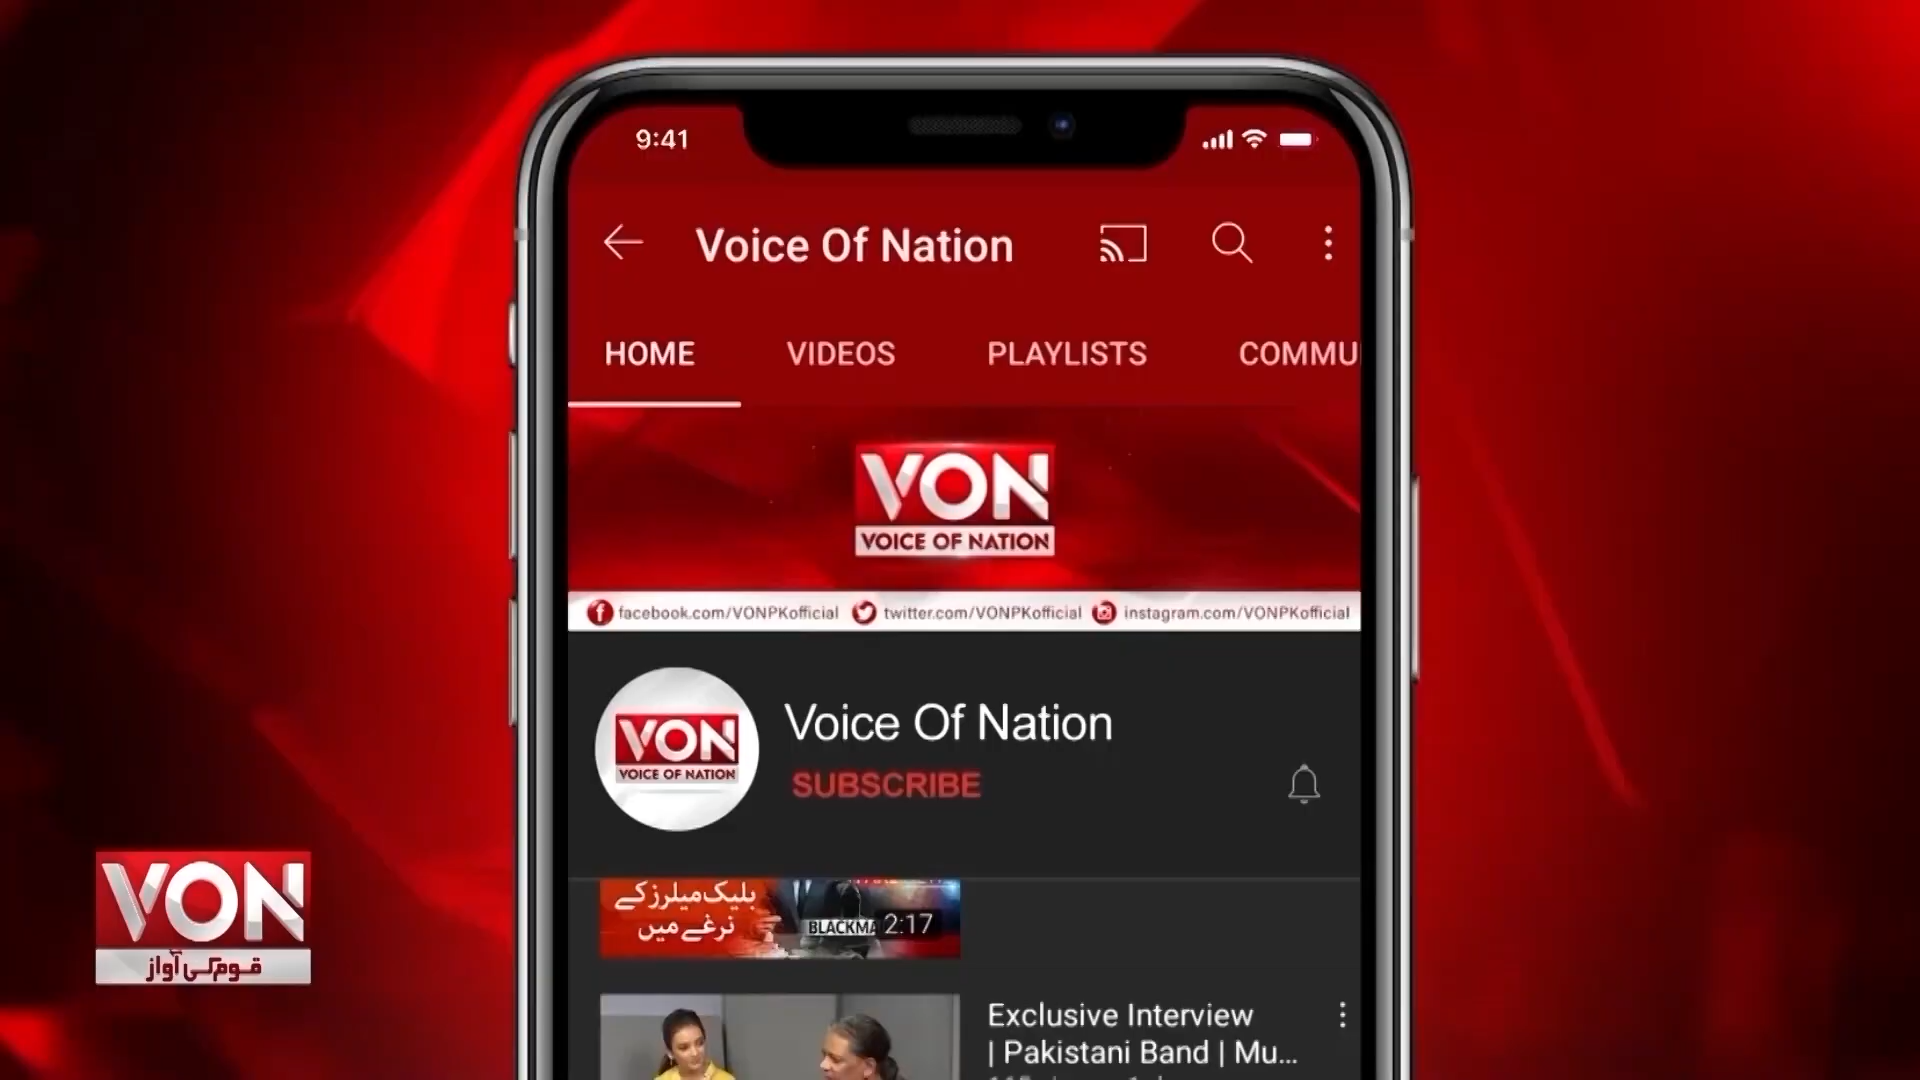 9:41
Voice Of Nation
HOME VIDEOS PLAYLISTS COMMU
VON
VOICE OF NATION
facebook.com/VONPKofficial twitter.com/VONPKofficial instagram.com/VONPKofficial
VON
VOICE OF NATION
Voice Of Nation
SUBSCRIBE
بلیک میلرز کے
نرغے میں
BLACKMA 2:17
Exclusive Interview
| Pakistani Band | Mu...
VON
قوم کی آواز